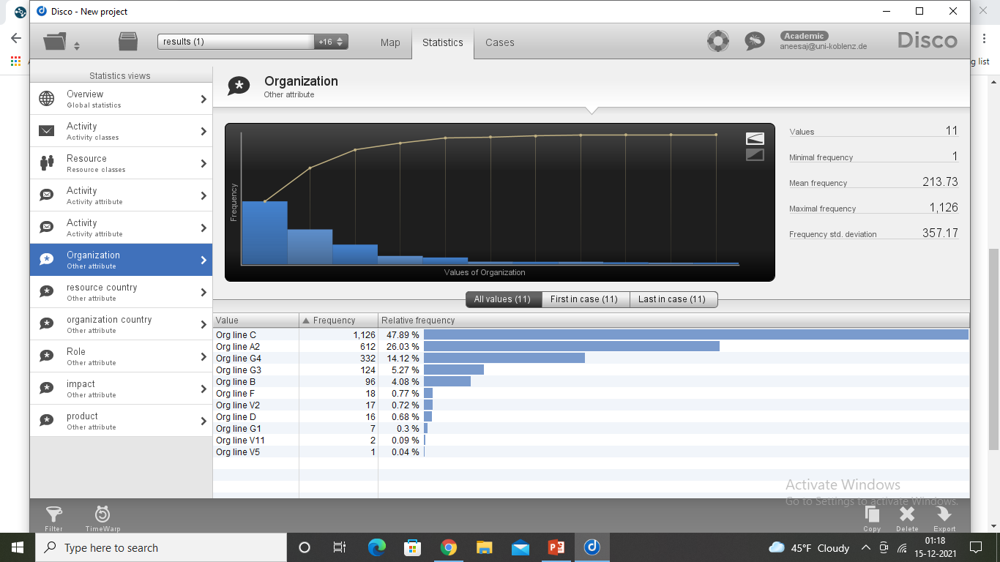 Disco - New project
results (1)
+16
Map
Statistics
Cases
Academic
aneesaj@uni-koblenz.de
Disco
g list
Statistics views
Overview
Global statistics
Activity
Activity classes
Resource
Resource classes
Activity
Activity attribute
Activity
Activity attribute
Organization
Other attribute
resource country
Other attribute
organization country
Other attribute
Role
Other attribute
impact
Other attribute
product
Other attribute
Organization
Other attribute
Frequency
Values of Organization
Values 11
Minimal frequency 1
Mean frequency 213.73
Maximal frequency 1,126
Frequency std. deviation 357.17
All values (11) First in case (11) Last in case (11)
Value Frequency Relative frequency
Org line C 1,126 47.89 %
Org line A2 612 26.03 %
Org line G4 332 14.12 %
Org line G3 124 5.27 %
Org line B 96 4.08 %
Org line F 18 0.77 %
Org line V2 17 0.72 %
Org line D 16 0.68 %
Org line G1 7 0.3 %
Org line V11 2 0.09 %
Org line V5 1 0.04 %
Activate Windows
Go to Settings to activate Windows.
Filter
TimeWarp
Copy
Delete
Export
Type here to search
45°F Cloudy
01:18
15-12-2021